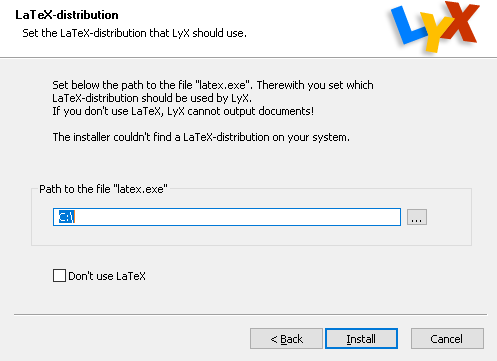 LaTeX-distribution
Set the LaTeX-distribution that LyX should use.
LYX
Set below the path to the file "latex.exe". Therewith you set which
LaTeX-distribution should be used by LyX.
If you don't use LaTeX, LyX cannot output documents!
The installer couldn't find a LaTeX-distribution on your system.
Path to the file "latex.exe"
C:\
...
Don't use LaTeX
< Back
Install
Cancel